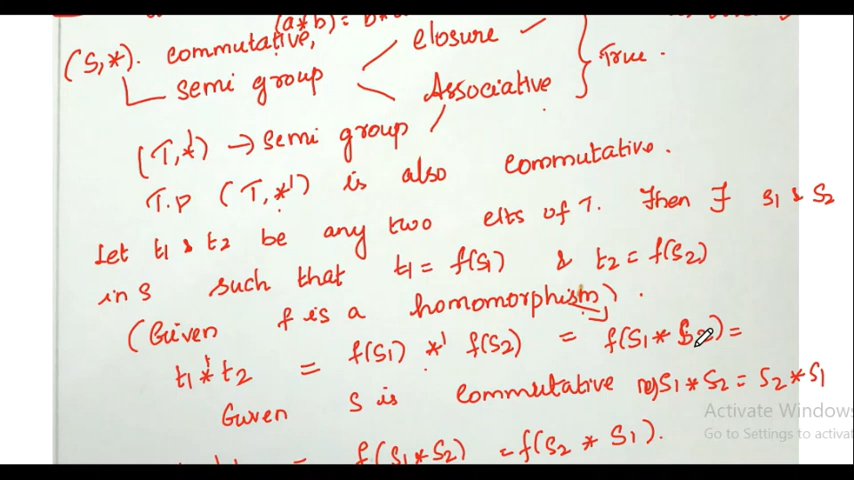 (a * b) = b *
(S, *). commutative,
semi group
closure
Associative
True.
(T, *') → semi group
T.P (T, *') is also commutative.
Let t1 & t2 be any two elts of T. Then ∃ s1 & s2
in S such that t1 = f(s1) & t2 = f(s2)
(Given f is a homomorphism).
t1 *' t2 = f(s1) *' f(s2) = f(s1 * s2) =
Given S is commutative s1 * s2 = s2 * s1
= f(s1 * s2) = f(s2 * s1).
Activate Windows
Go to Settings to activat